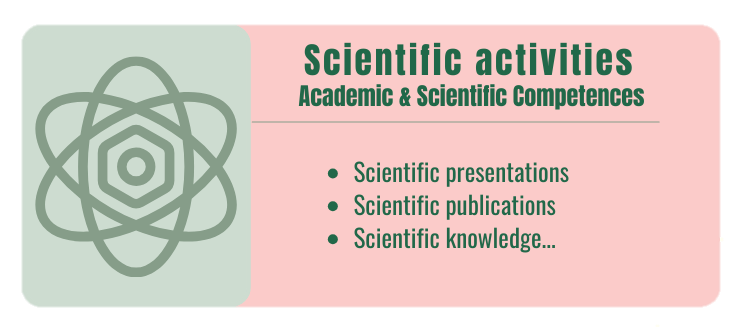 Scientific activities
Academic & Scientific Competences
• Scientific presentations
• Scientific publications
• Scientific knowledge...